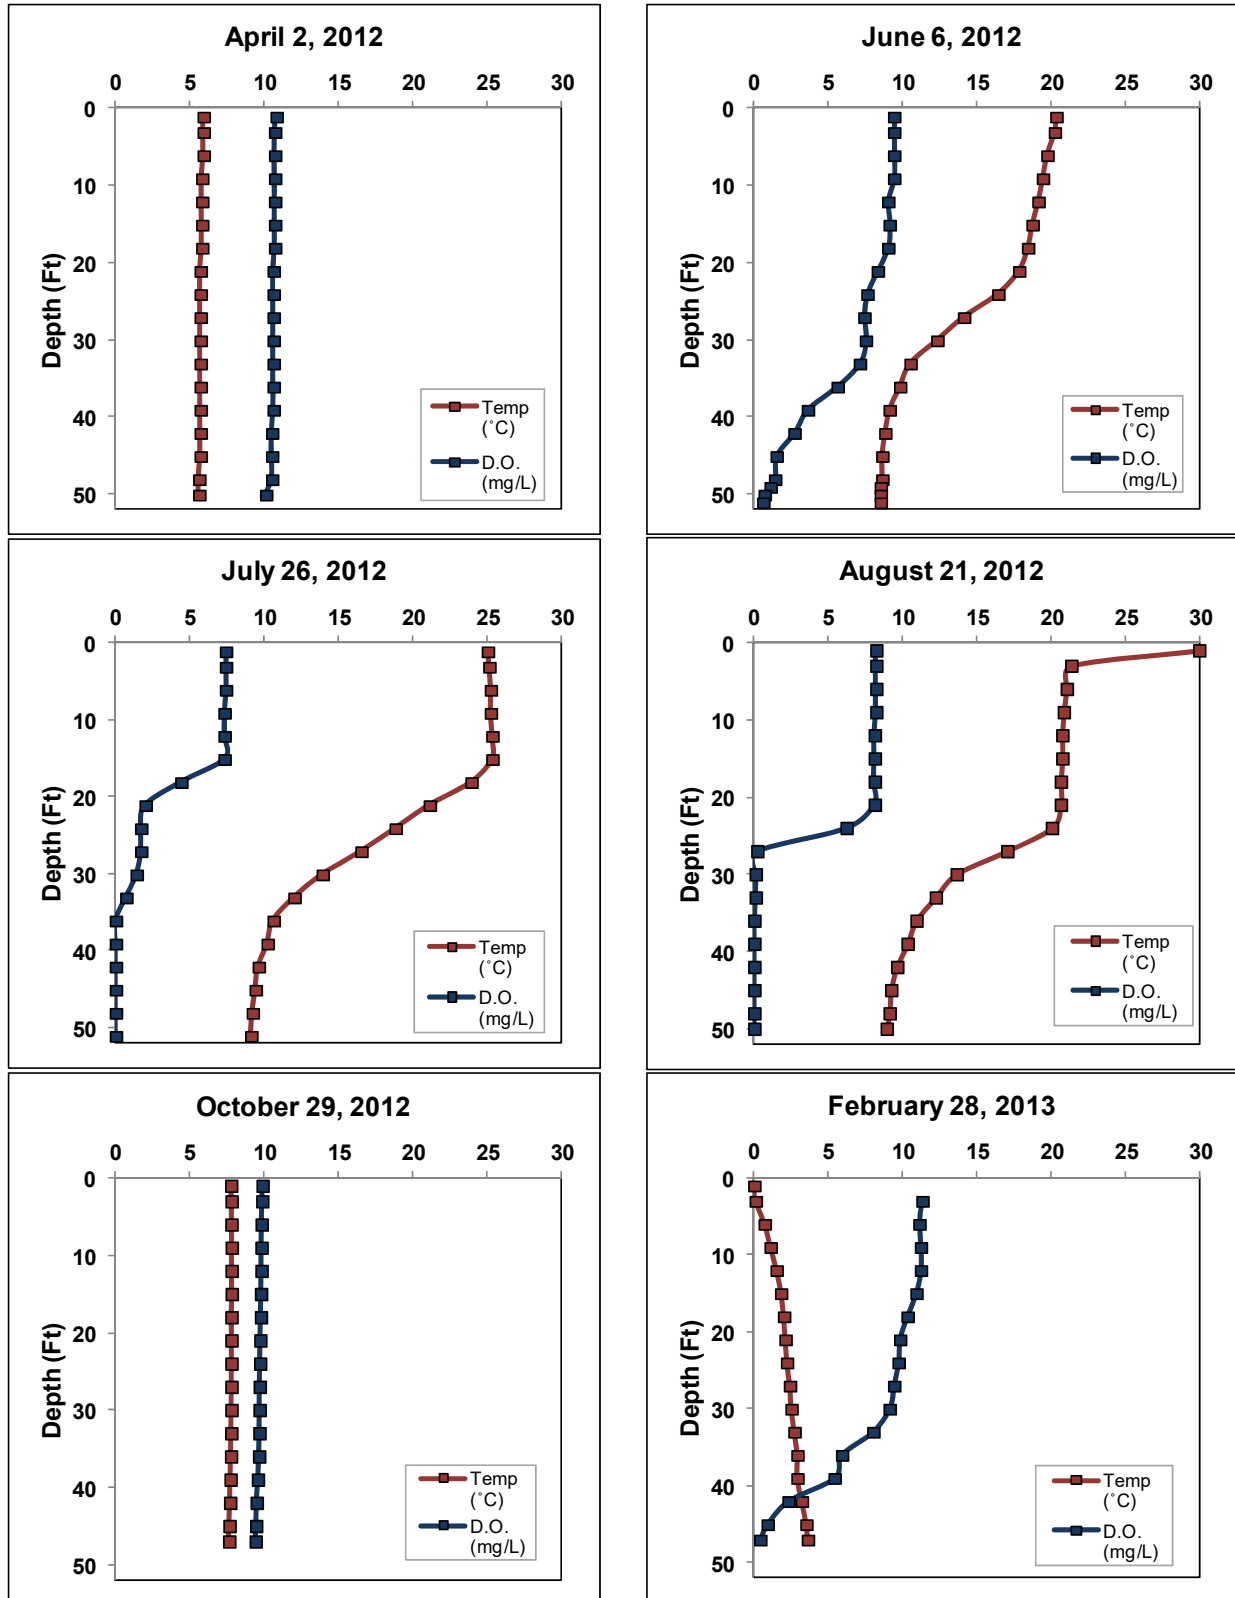 April 2, 2012
0 5 10 15 20 25 30
0
10
20
30
40
50
Depth (Ft)
Temp
(˚C)
D.O.
(mg/L)
June 6, 2012
0 5 10 15 20 25 30
0
10
20
30
40
50
Depth (Ft)
Temp
(˚C)
D.O.
(mg/L)
July 26, 2012
0 5 10 15 20 25 30
0
10
20
30
40
50
Depth (Ft)
Temp
(˚C)
D.O.
(mg/L)
August 21, 2012
0 5 10 15 20 25 30
0
10
20
30
40
50
Depth (Ft)
Temp
(˚C)
D.O.
(mg/L)
October 29, 2012
0 5 10 15 20 25 30
0
10
20
30
40
50
Depth (Ft)
Temp
(˚C)
D.O.
(mg/L)
February 28, 2013
0 5 10 15 20 25 30
0
10
20
30
40
50
Depth (Ft)
Temp
(˚C)
D.O.
(mg/L)